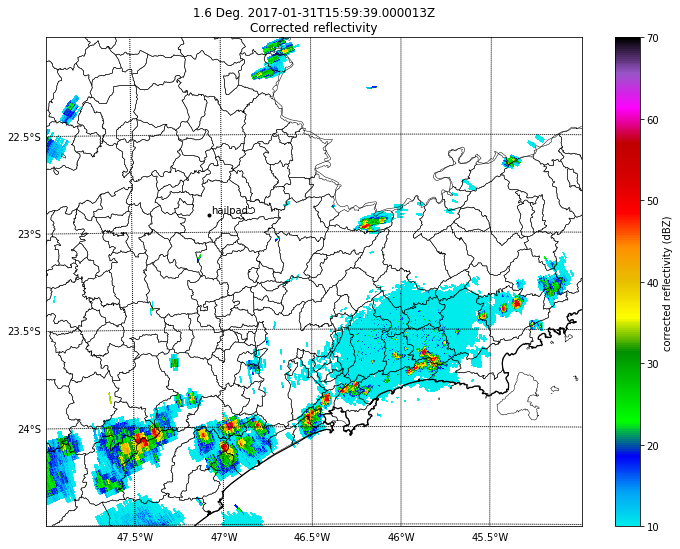 1.6 Deg. 2017-01-31T15:59:39.000013Z
Corrected reflectivity
22.5°S
23°S
23.5°S
24°S
47.5°W
47°W
46.5°W
46°W
45.5°W
hailpad
70
60
50
40
30
20
10
corrected reflectivity (dBZ)